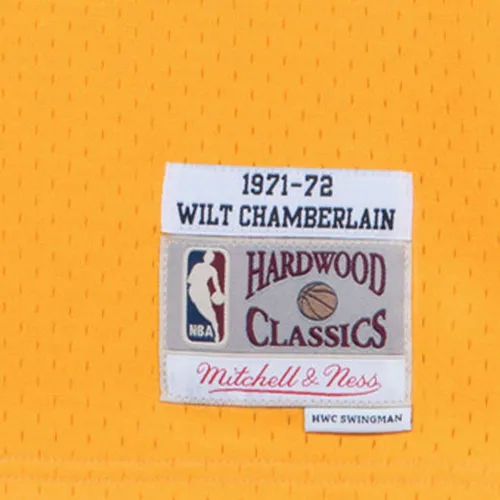 1971-72
WILT CHAMBERLAIN
NBA
HARDWOOD
CLASSICS
Mitchell & Ness
HWC SWINGMAN